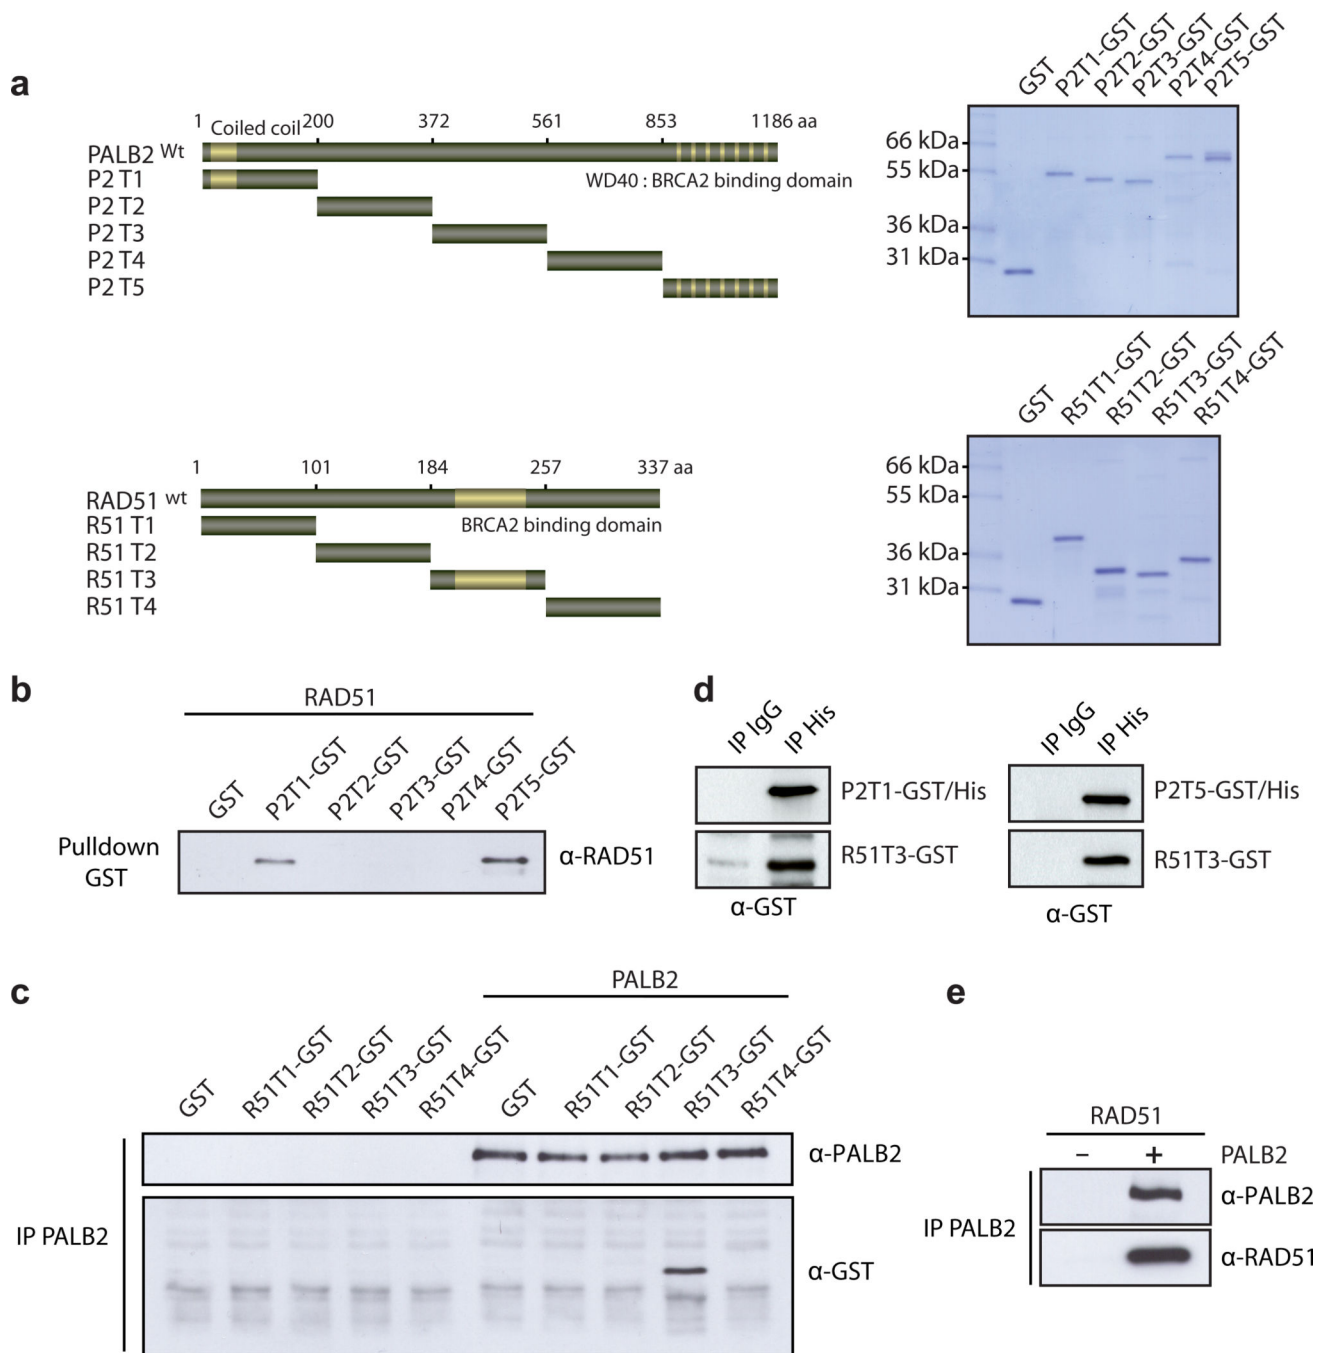 a
1 Coiled coil 200 372 561 853 1186 aa
PALB2 Wt
WD40 : BRCA2 binding domain
P2 T1
P2 T2
P2 T3
P2 T4
P2 T5
GST P2T1-GST P2T2-GST P2T3-GST P2T4-GST P2T5-GST
66 kDa
55 kDa
36 kDa
31 kDa
1 101 184 257 337 aa
RAD51 wt
BRCA2 binding domain
R51 T1
R51 T2
R51 T3
R51 T4
GST R51T1-GST R51T2-GST R51T3-GST R51T4-GST
66 kDa
55 kDa
36 kDa
31 kDa
b
RAD51
GST P2T1-GST P2T2-GST P2T3-GST P2T4-GST P2T5-GST
Pulldown
GST
α-RAD51
d
IP IgG IP His
P2T1-GST/His
R51T3-GST
α-GST
IP IgG IP His
P2T5-GST/His
R51T3-GST
α-GST
c
PALB2
GST R51T1-GST R51T2-GST R51T3-GST R51T4-GST GST R51T1-GST R51T2-GST R51T3-GST R51T4-GST
α-PALB2
IP PALB2
α-GST
e
RAD51
– + PALB2
α-PALB2
IP PALB2
α-RAD51